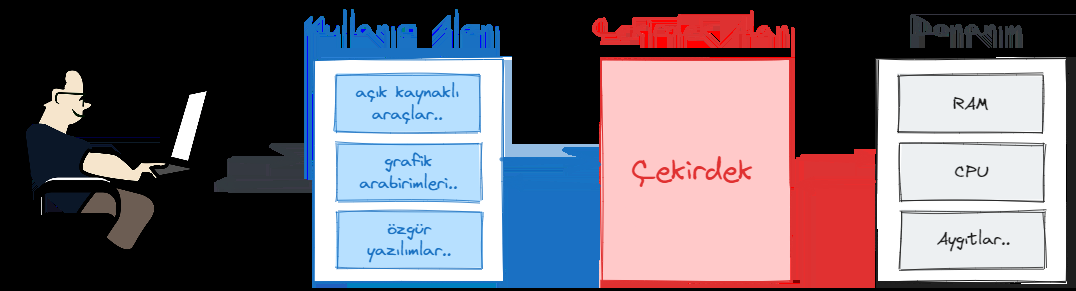 Kullanıcı Alanı
açık kaynaklı
araçlar..
grafik
arabirimleri..
özgür
yazılımlar..
Çekirdek Alanı
Çekirdek
Donanım
RAM
CPU
Aygıtlar..